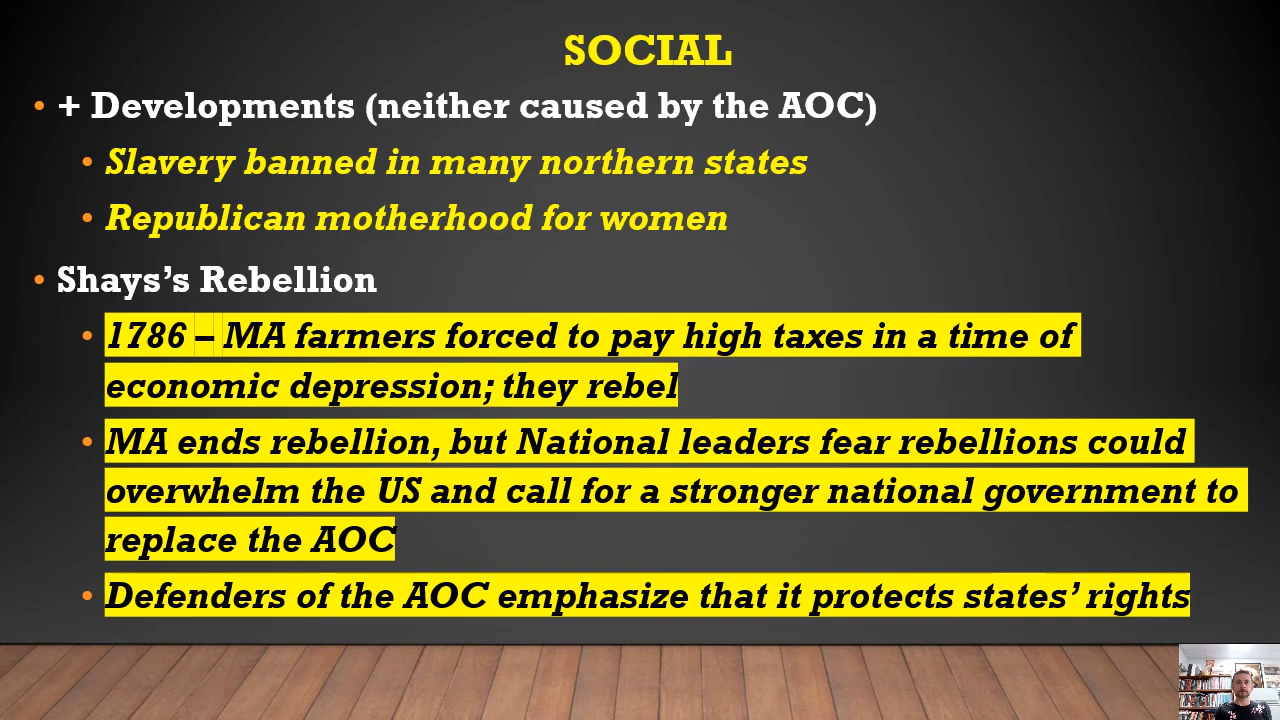 SOCIAL
• + Developments (neither caused by the AOC)
• Slavery banned in many northern states
• Republican motherhood for women
• Shays’s Rebellion
• 1786 – MA farmers forced to pay high taxes in a time of
economic depression; they rebel
• MA ends rebellion, but National leaders fear rebellions could
overwhelm the US and call for a stronger national government to
replace the AOC
• Defenders of the AOC emphasize that it protects states’ rights